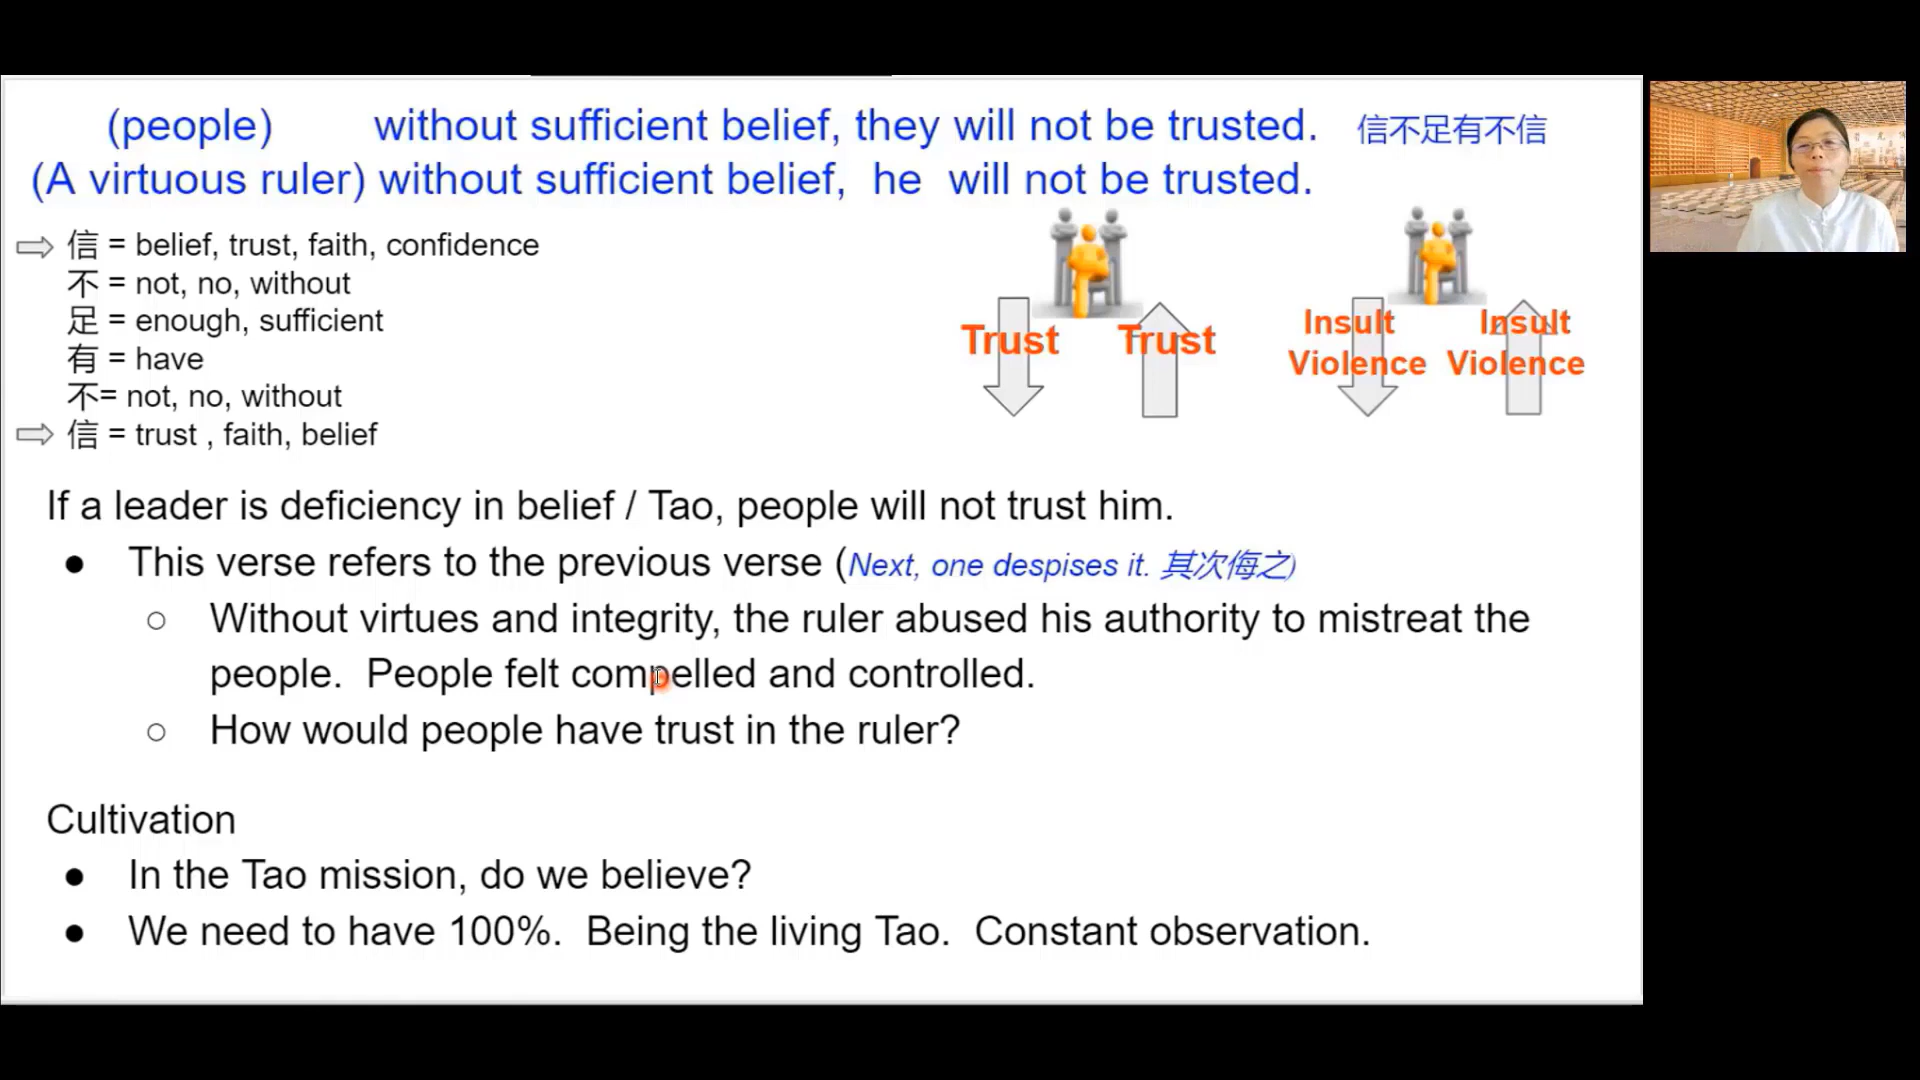 (people) without sufficient belief, they will not be trusted. 信不足有不信
(A virtuous ruler) without sufficient belief, he will not be trusted.
信 = belief, trust, faith, confidence
不 = not, no, without
足 = enough, sufficient
有 = have
不= not, no, without
信 = trust , faith, belief
Trust Trust
Insult Insult
Violence Violence
If a leader is deficiency in belief / Tao, people will not trust him.
● This verse refers to the previous verse (Next, one despises it. 其次侮之)
○ Without virtues and integrity, the ruler abused his authority to mistreat the
people. People felt compelled and controlled.
○ How would people have trust in the ruler?
Cultivation
● In the Tao mission, do we believe?
● We need to have 100%. Being the living Tao. Constant observation.